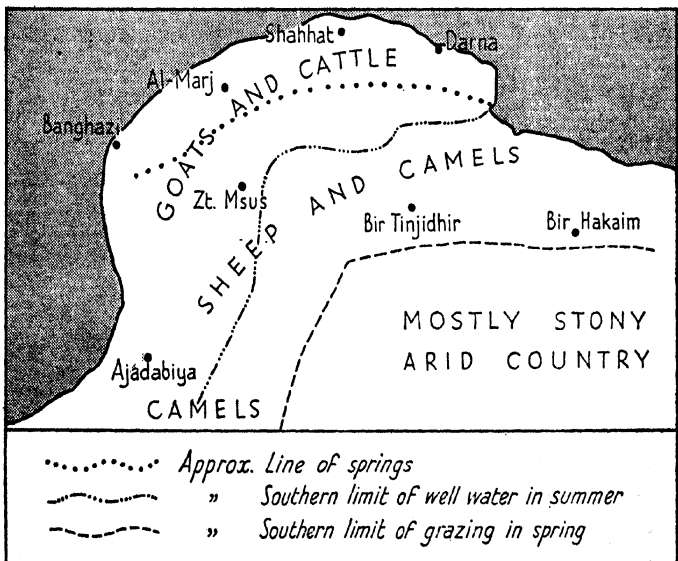 Shahhat
Darna
GOATS AND CATTLE
Al-Marj
Banghazi
Zt. Msus
SHEEP AND CAMELS
Bir Tinjidhir
Bir Hakaim
MOSTLY STONY
ARID COUNTRY
Ajadabiya
CAMELS
Approx. Line of springs
„ Southern limit of well water in summer
„ Southern limit of grazing in spring